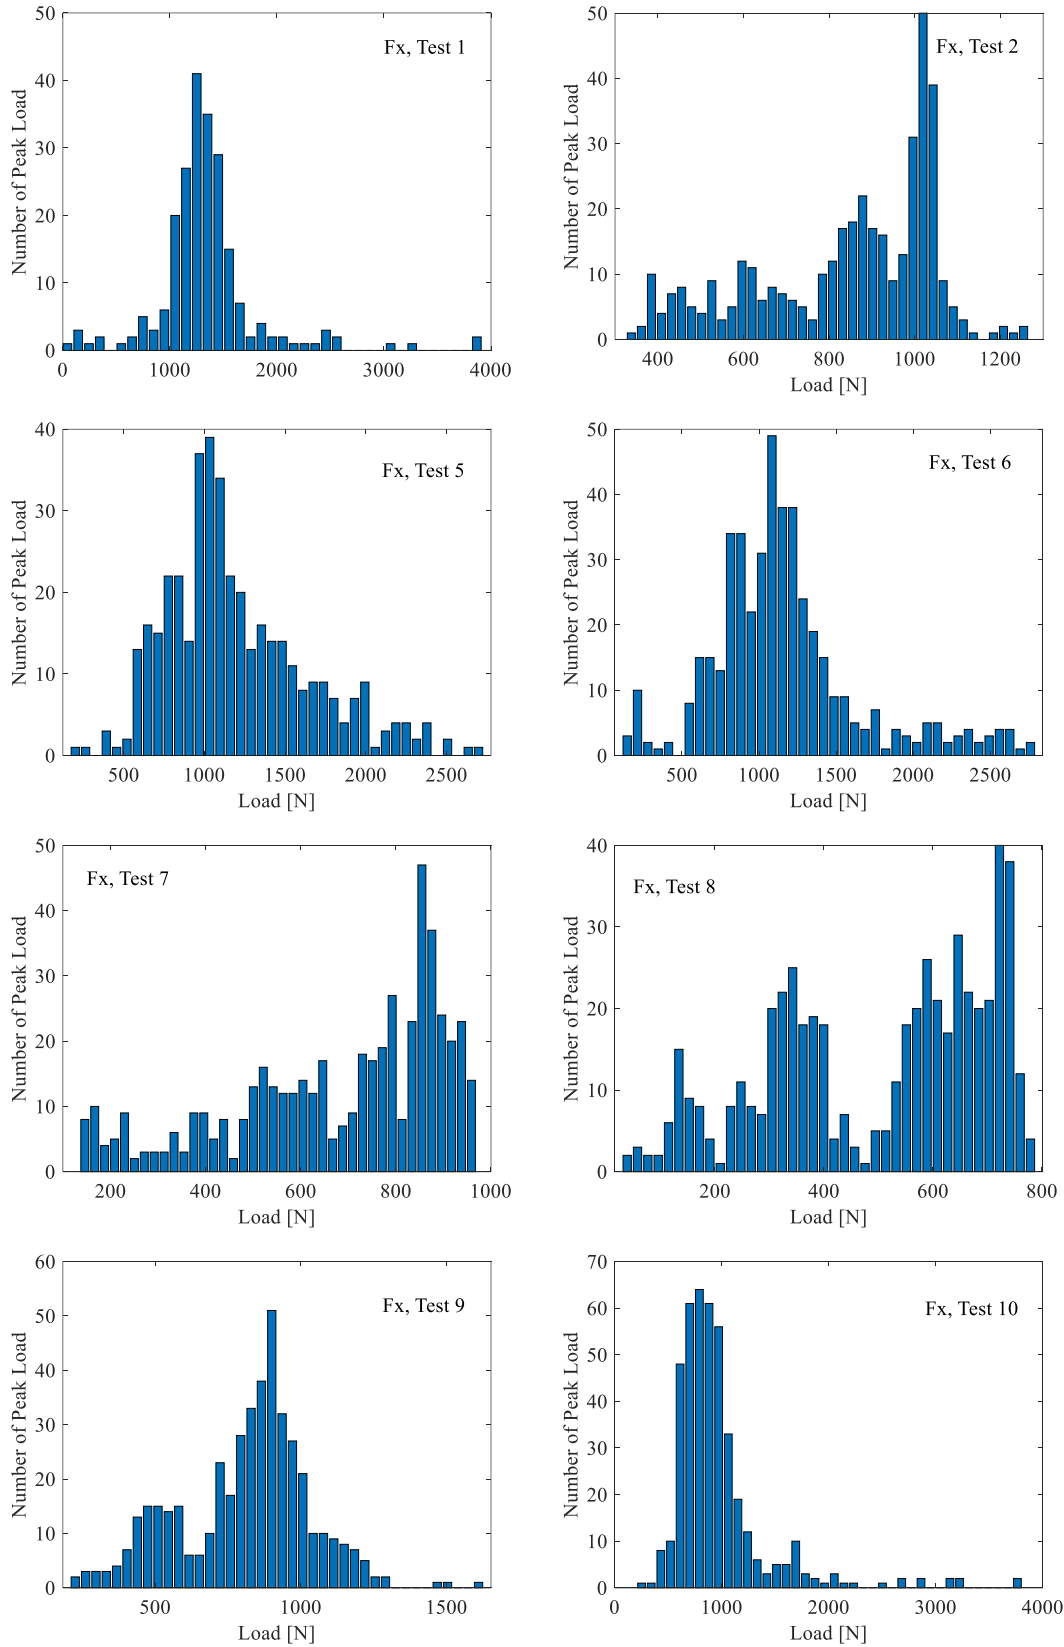 50
40
30
20
10
0
0 1000 2000 3000 4000
Number of Peak Load
Fx, Test 1
50
40
30
20
10
0
400 600 800 1000 1200
Load [N]
Number of Peak Load
Fx, Test 2
40
30
20
10
0
500 1000 1500 2000 2500
Load [N]
Number of Peak Load
Fx, Test 5
50
40
30
20
10
0
500 1000 1500 2000 2500
Load [N]
Number of Peak Load
Fx, Test 6
50
40
30
20
10
0
200 400 600 800 1000
Load [N]
Number of Peak Load
Fx, Test 7
40
30
20
10
0
200 400 600 800
Load [N]
Number of Peak Load
Fx, Test 8
60
50
40
30
20
10
0
500 1000 1500
Load [N]
Number of Peak Load
Fx, Test 9
70
60
50
40
30
20
10
0
0 1000 2000 3000 4000
Load [N]
Number of Peak Load
Fx, Test 10